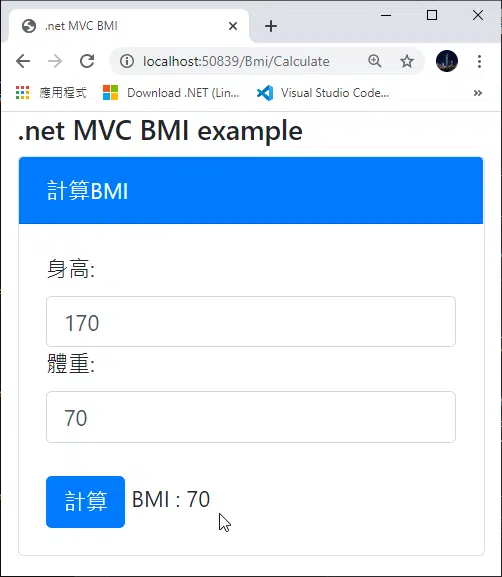 .net MVC BMI
localhost:50839/Bmi/Calculate
應用程式 Download .NET (Lin... Visual Studio Code... »
.net MVC BMI example
計算BMI
身高:
170
體重:
70
計算 BMI : 70